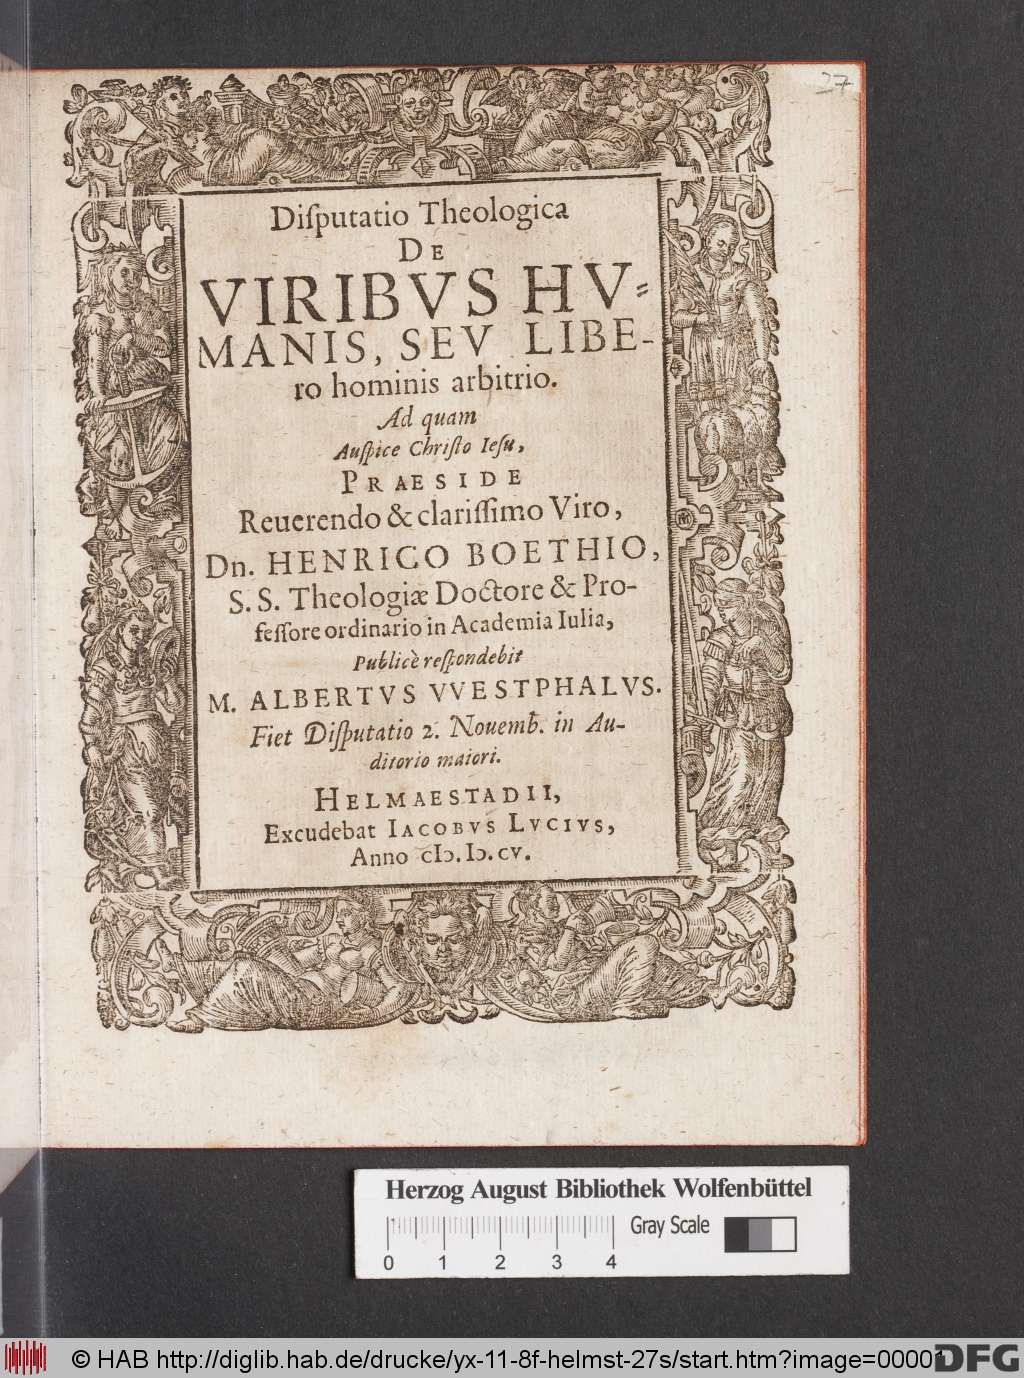 27
Diſputatio Theologica
DE
VIRIBVS HV=
MANIS, SEV LIBE-
ro hominis arbitrio.
Ad quam
Auſpice Chriſto Ieſu,
PRAESIDE
Reuerendo & clariſſimo Viro,
Dn. HENRICO BOETHIO,
S. S. Theologiæ Doctore & Pro-
feſſore ordinario in Academia Iulia,
Publicè reſpondebit
M. ALBERTVS VVESTPHALVS.
Fiet Diſputatio 2. Nouemb. in Au-
ditorio maiori.
HELMAESTADII,
Excudebat IACOBVS LVCIVS,
Anno cIↄ.Iↄ.cv.
Herzog August Bibliothek Wolfenbüttel
Gray Scale
0 1 2 3 4
© HAB http://diglib.hab.de/drucke/yx-11-8f-helmst-27s/start.htm?image=00001
DFG